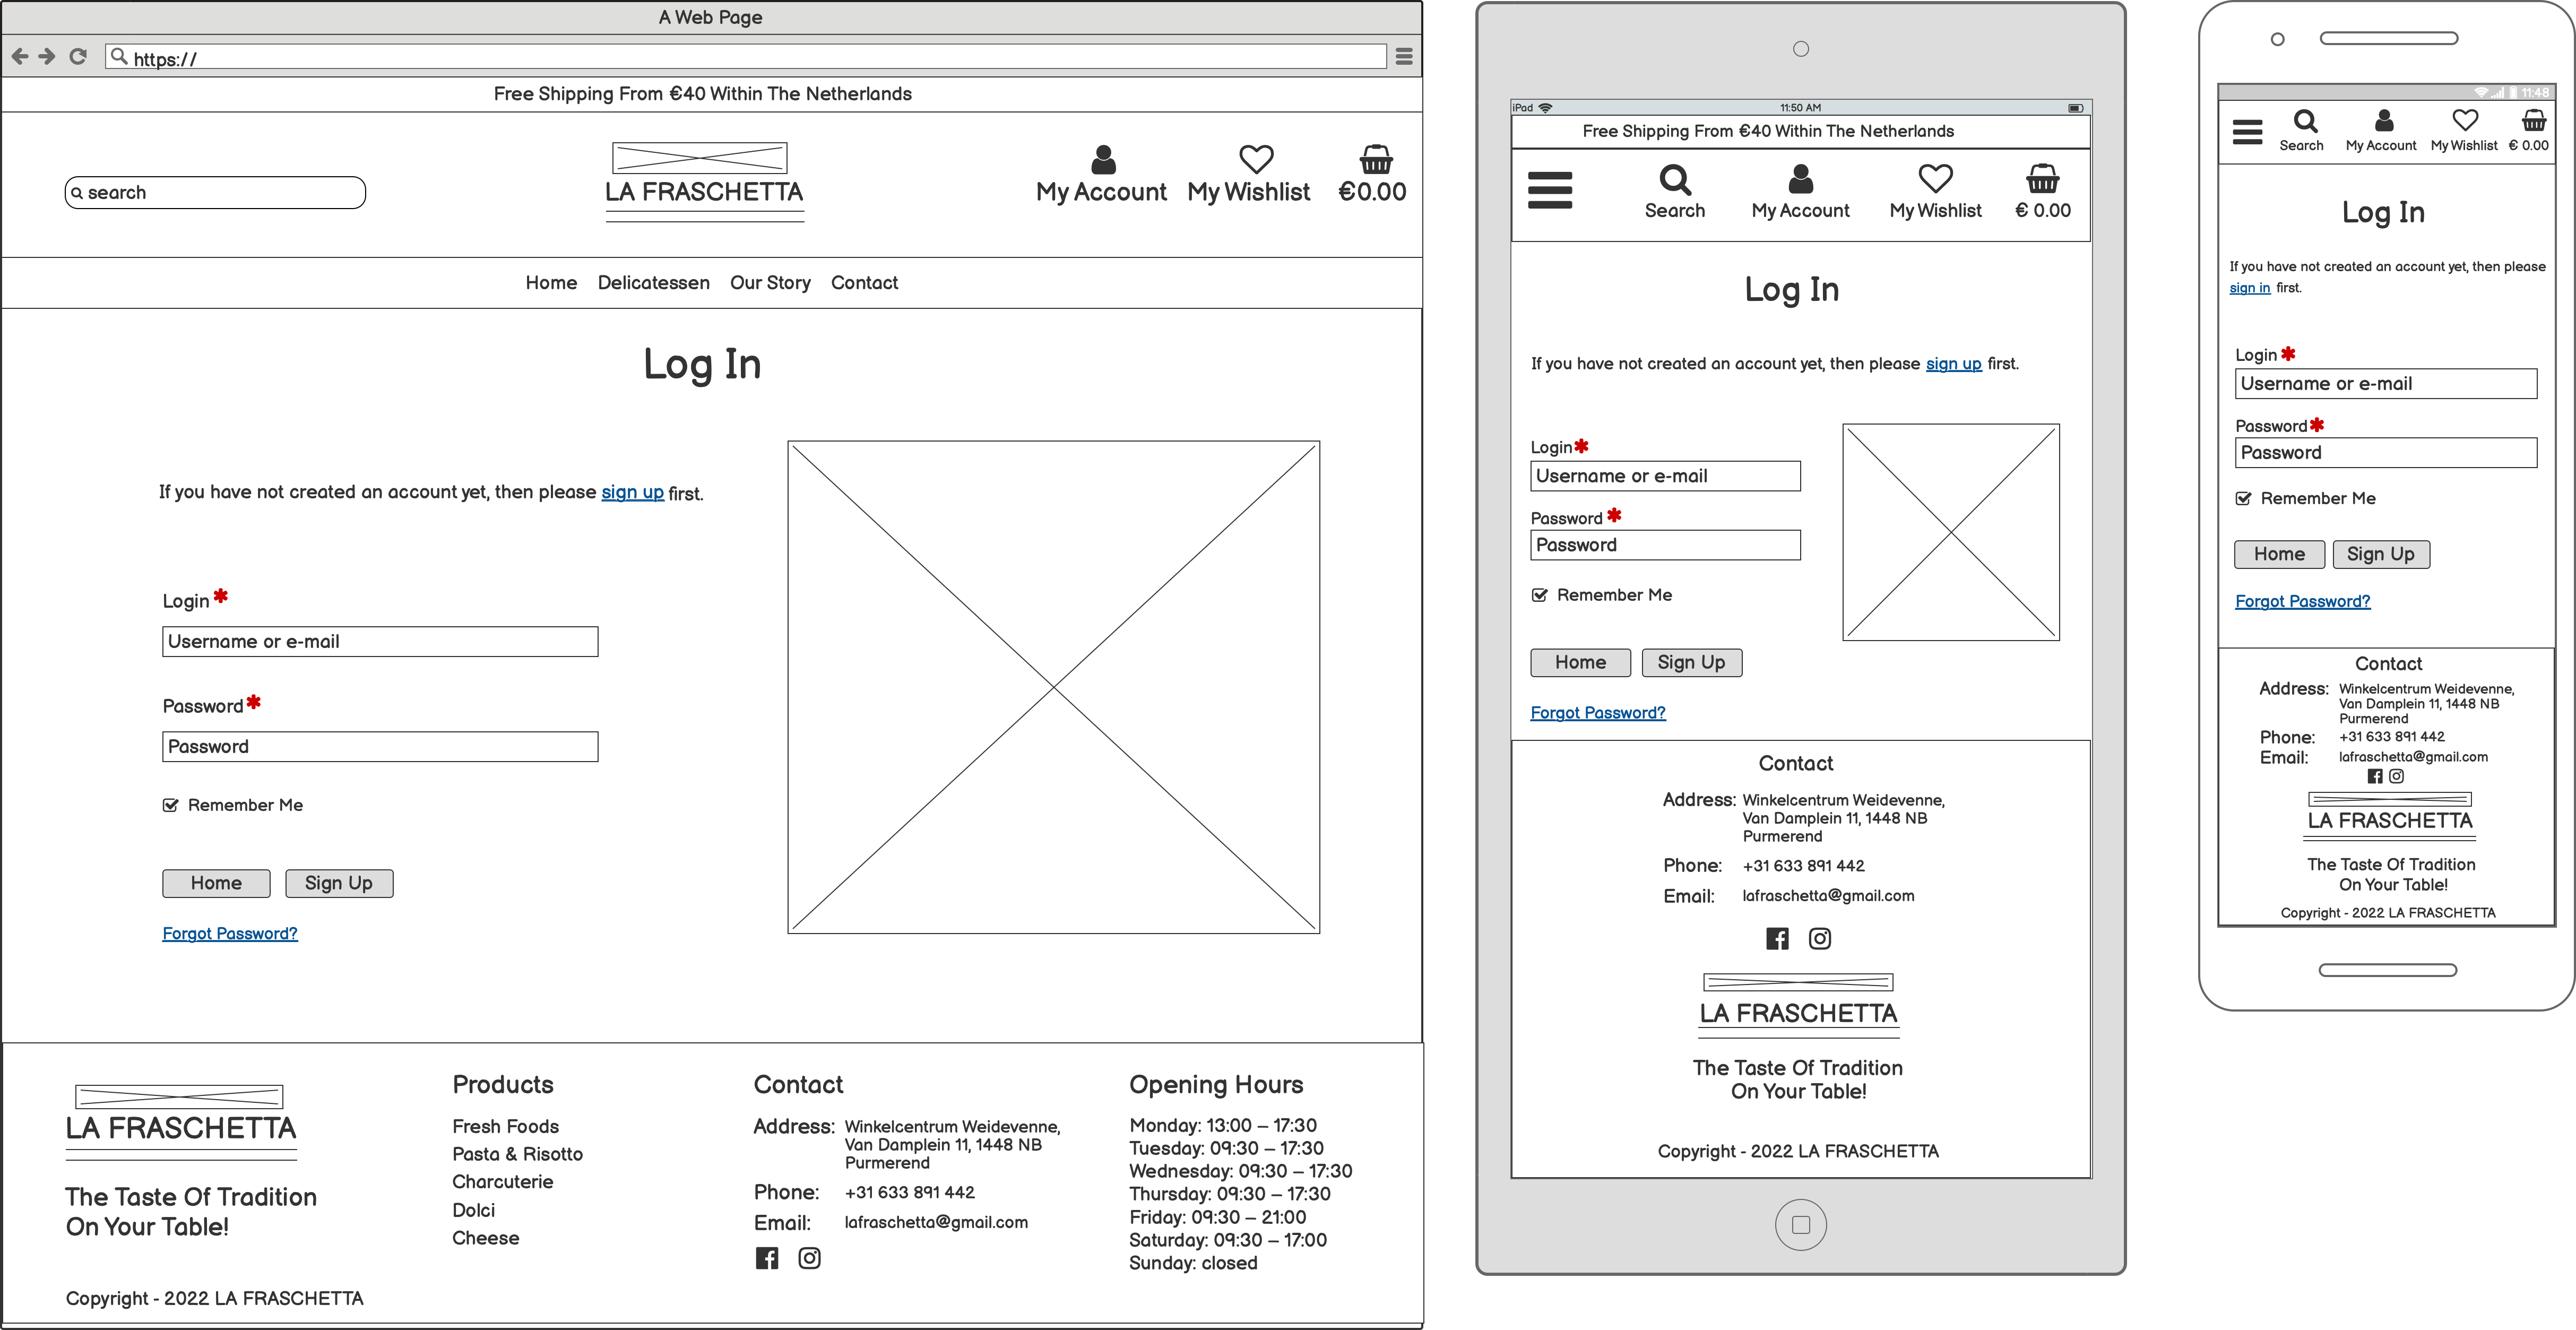 A Web Page
https://
Free Shipping From €40 Within The Netherlands
search
LA FRASCHETTA
My Account
My Wishlist
€0.00
Home Delicatessen Our Story Contact
Log In
If you have not created an account yet, then please sign up first.
Login *
Username or e-mail
Password *
Password
Remember Me
Home
Sign Up
Forgot Password?
LA FRASCHETTA
The Taste Of Tradition
On Your Table!
Copyright - 2022 LA FRASCHETTA
Products
Fresh Foods
Pasta & Risotto
Charcuterie
Dolci
Cheese
Contact
Address: Winkelcentrum Weidevenne,
Van Damplein 11, 1448 NB
Purmerend
Phone: +31 633 891 442
Email: lafraschetta@gmail.com
Opening Hours
Monday: 13:00 – 17:30
Tuesday: 09:30 – 17:30
Wednesday: 09:30 – 17:30
Thursday: 09:30 – 17:30
Friday: 09:30 – 21:00
Saturday: 09:30 – 17:00
Sunday: closed
iPad
11:50 AM
Free Shipping From €40 Within The Netherlands
Search
My Account
My Wishlist
€ 0.00
Log In
If you have not created an account yet, then please sign up first.
Login *
Username or e-mail
Password *
Password
Remember Me
Home
Sign Up
Forgot Password?
Contact
Address: Winkelcentrum Weidevenne,
Van Damplein 11, 1448 NB
Purmerend
Phone: +31 633 891 442
Email: lafraschetta@gmail.com
LA FRASCHETTA
The Taste Of Tradition
On Your Table!
Copyright - 2022 LA FRASCHETTA
11:48
Search
My Account
My Wishlist
€ 0.00
Log In
If you have not created an account yet, then please
sign in first.
Login *
Username or e-mail
Password *
Password
Remember Me
Home
Sign Up
Forgot Password?
Contact
Address: Winkelcentrum Weidevenne,
Van Damplein 11, 1448 NB
Purmerend
Phone: +31 633 891 442
Email: lafraschetta@gmail.com
LA FRASCHETTA
The Taste Of Tradition
On Your Table!
Copyright - 2022 LA FRASCHETTA